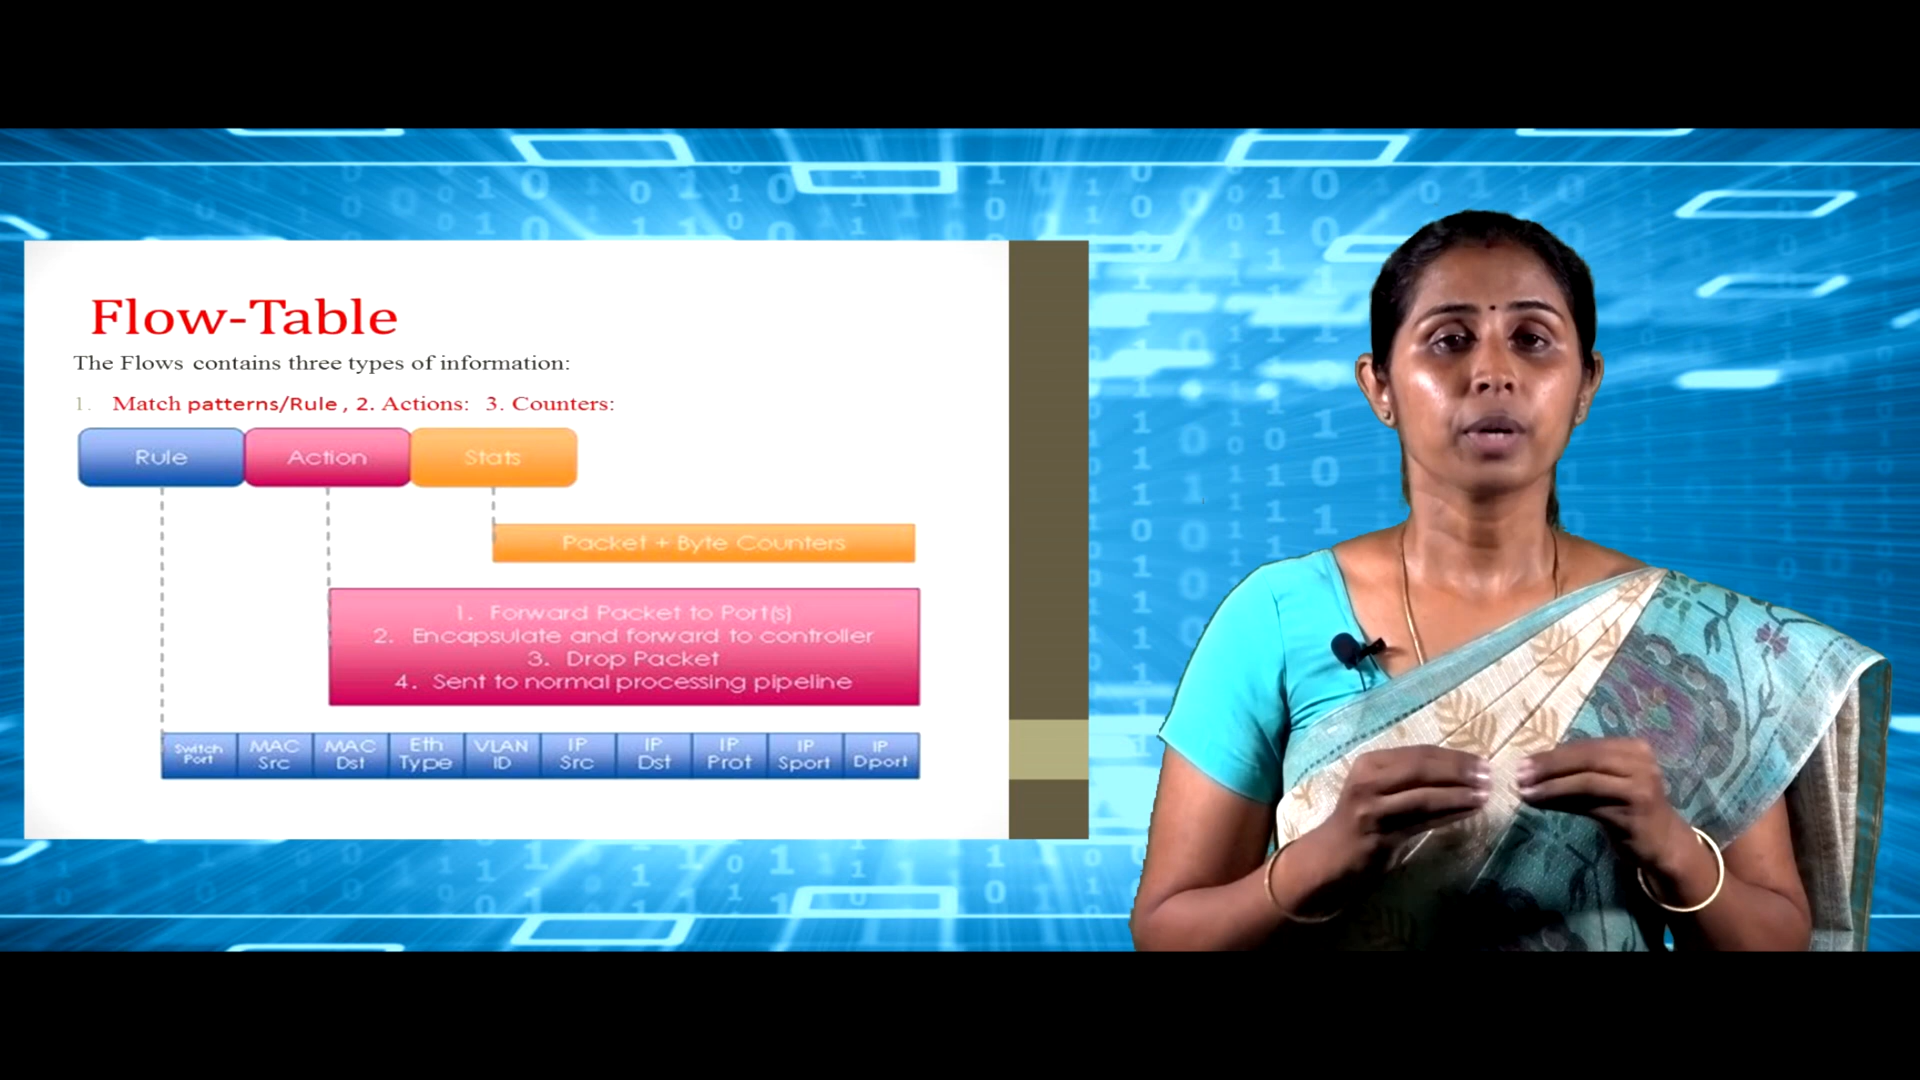 Flow-Table
The Flows contains three types of information:
1. Match patterns/Rule , 2. Actions: 3. Counters:
Rule Action Stats
Packet + Byte Counters
1. Forward Packet to Port(s)
2. Encapsulate and forward to controller
3. Drop Packet
4. Sent to normal processing pipeline
Switch Port
MAC Src
MAC Dst
Eth Type
VLAN ID
IP Src
IP Dst
IP Prot
IP Sport
IP Dport